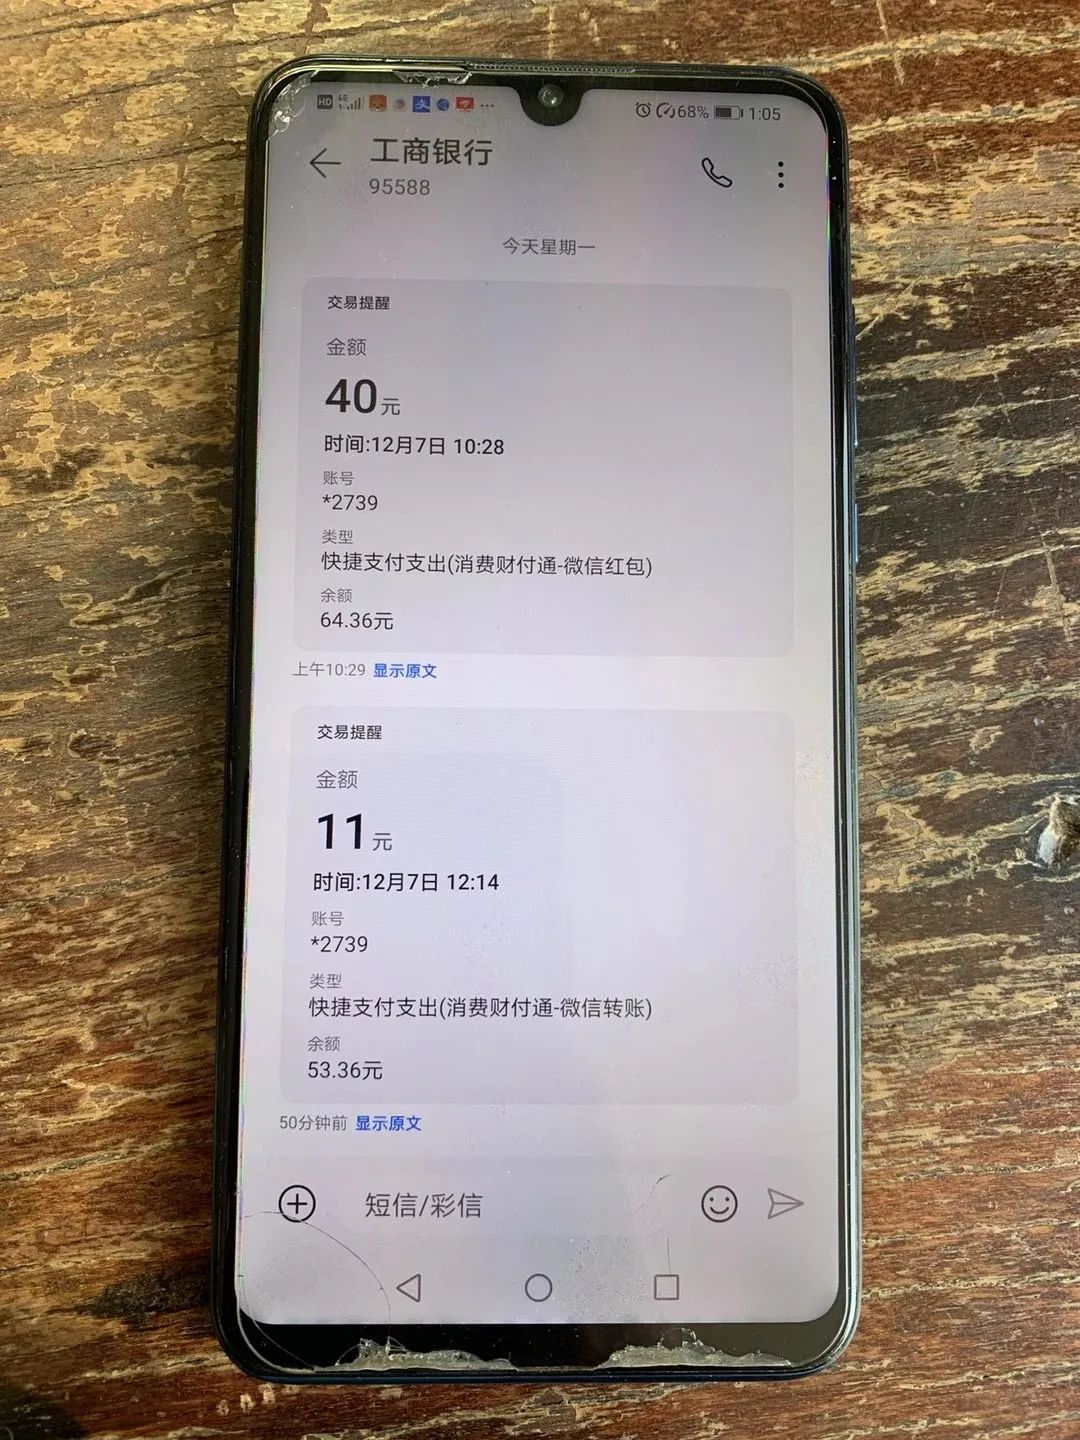 HD 4G 68% 1:05
工商银行
95588
今天星期一
交易提醒
金额
40元
时间:12月7日 10:28
账号
*2739
类型
快捷支付支出(消费财付通-微信红包)
余额
64.36元
上午10:29 显示原文
交易提醒
金额
11元
时间:12月7日 12:14
账号
*2739
类型
快捷支付支出(消费财付通-微信转账)
余额
53.36元
50分钟前 显示原文
短信/彩信